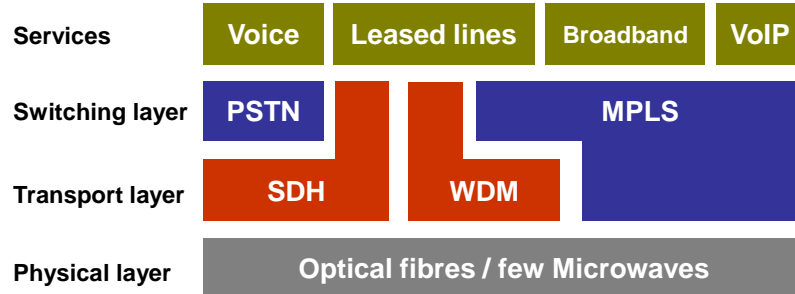 Services Voice Leased lines Broadband VoIP
Switching layer PSTN MPLS
Transport layer SDH WDM
Physical layer Optical fibres / few Microwaves